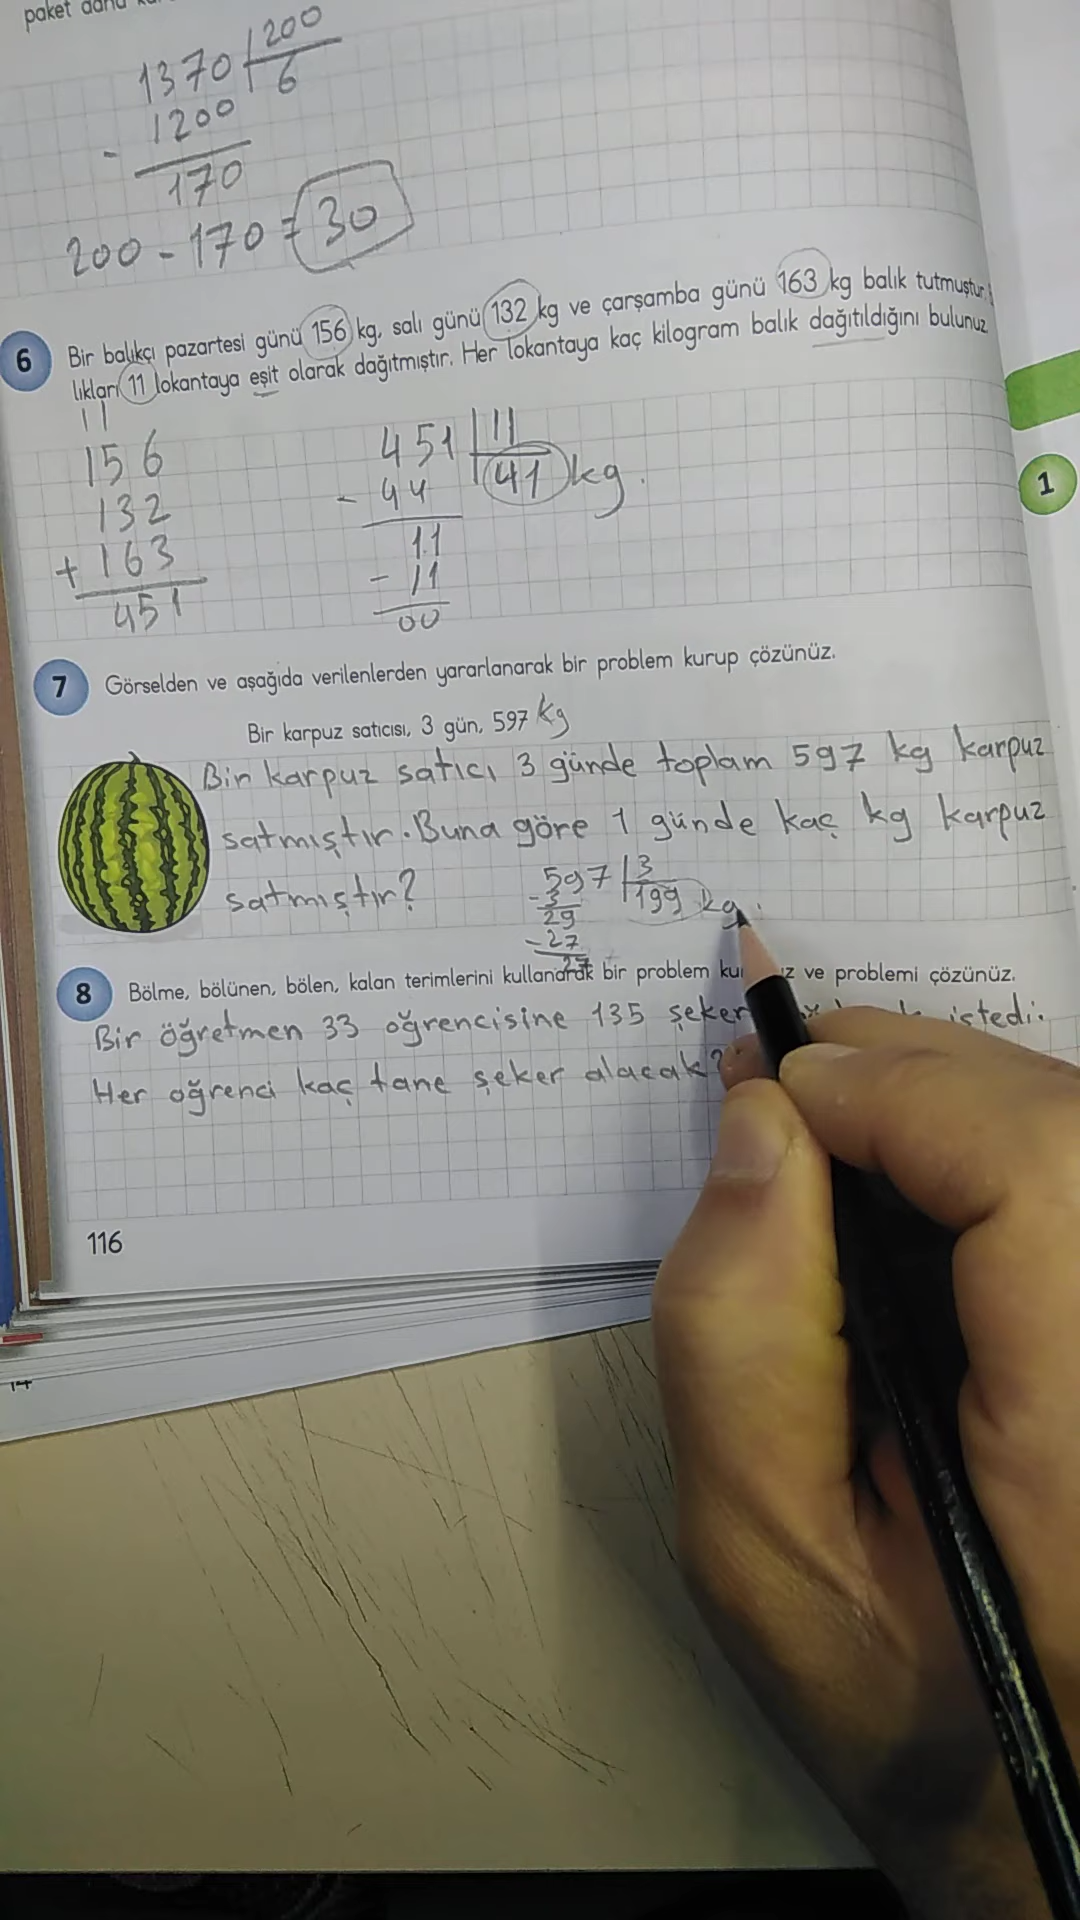 paket daha
1370 200
6
- 1200
170
200 - 170 = 30
6 Bir balıkçı pazartesi günü 156 kg, salı günü 132 kg ve çarşamba günü 163 kg balık tutmuştur.
lıkları 11 lokantaya eşit olarak dağıtmıştır. Her lokantaya kaç kilogram balık dağıtıldığını bulunuz
11
156
132
+ 163
451
451 11
41 kg.
- 44
11
- 11
00
1
7 Görselden ve aşağıda verilenlerden yararlanarak bir problem kurup çözünüz.
Bir karpuz satıcısı, 3 gün, 597 kg
Bir karpuz satıcı 3 günde toplam 597 kg karpuz
satmıştır. Buna göre 1 günde kaç kg karpuz
satmıştır?
597 3
199 kg.
- 3
29
- 27
27
8 Bölme, bölünen, bölen, kalan terimlerini kullanarak bir problem ve problemi çözünüz.
Bir öğretmen 33 öğrencisine 135 şeker istedi.
Her öğrenci kaç tane şeker alacak?
116
14